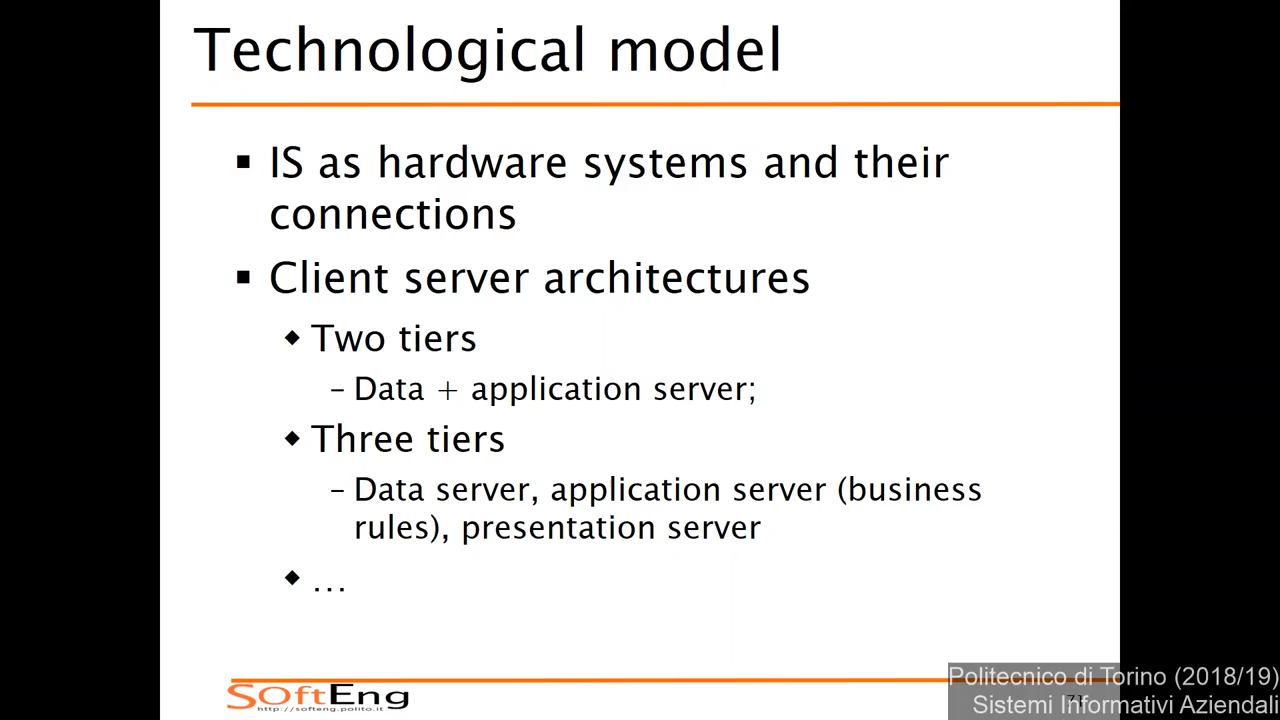 Technological model
▪ IS as hardware systems and their
connections
▪ Client server architectures
◆ Two tiers
– Data + application server;
◆ Three tiers
– Data server, application server (business
rules), presentation server
◆ …
SOftEng
http://softeng.polito.it
Politecnico di Torino (2018/19)
71
Sistemi Informativi Aziendali